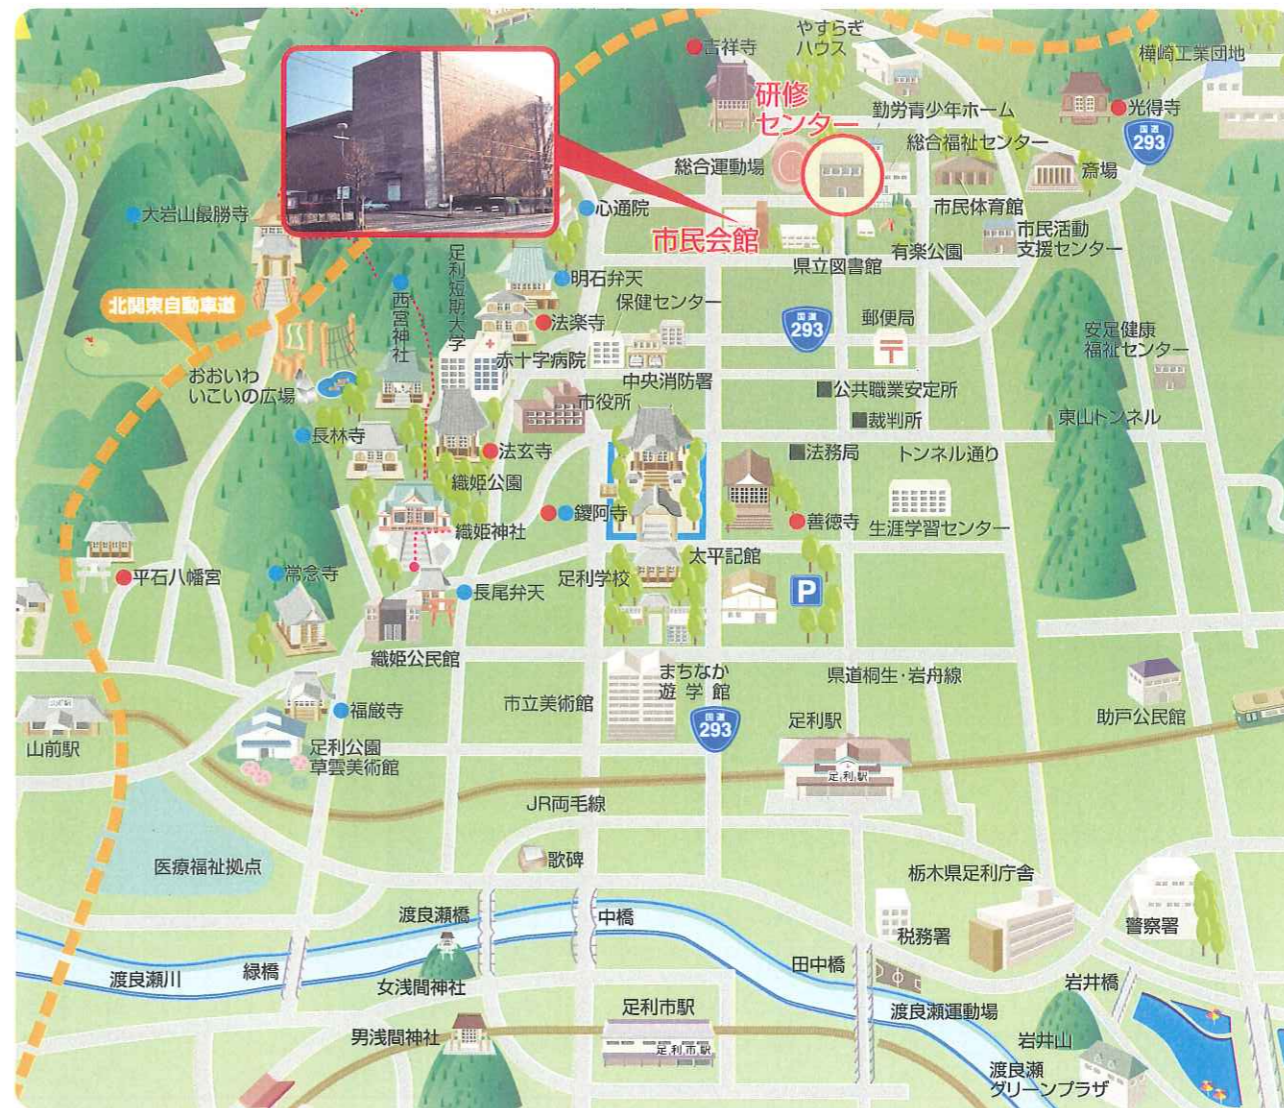 やすらぎ
ハウス
吉祥寺
樺崎工業団地
研修
センター
勤労青少年ホーム
光得寺
国道
293
総合福祉センター
総合運動場
斎場
大岩山最勝寺
心通院
市民体育館
市民会館
市民活動
支援センター
有楽公園
県立図書館
足利短期大学
明石弁天
西宮神社
保健センター
北関東自動車道
国道
293
郵便局
法楽寺
安足健康
福祉センター
赤十字病院
おおいわ
いこいの広場
中央消防署
公共職業安定所
市役所
裁判所
東山トンネル
長林寺
法玄寺
法務局
トンネル通り
織姫公園
鑁阿寺
善徳寺
生涯学習センター
織姫神社
太平記館
平石八幡宮
常念寺
足利学校
長尾弁天
P
織姫公民館
まちなか
遊学館
県道桐生・岩舟線
市立美術館
福厳寺
国道
293
足利駅
助戸公民館
山前駅
足利公園
草雲美術館
足利駅
JR両毛線
医療福祉拠点
歌碑
栃木県足利庁舎
渡良瀬橋
中橋
税務署
警察署
渡良瀬川
緑橋
田中橋
女浅間神社
岩井橋
足利市駅
渡良瀬運動場
男浅間神社
足利市駅
岩井山
渡良瀬
グリーンプラザ